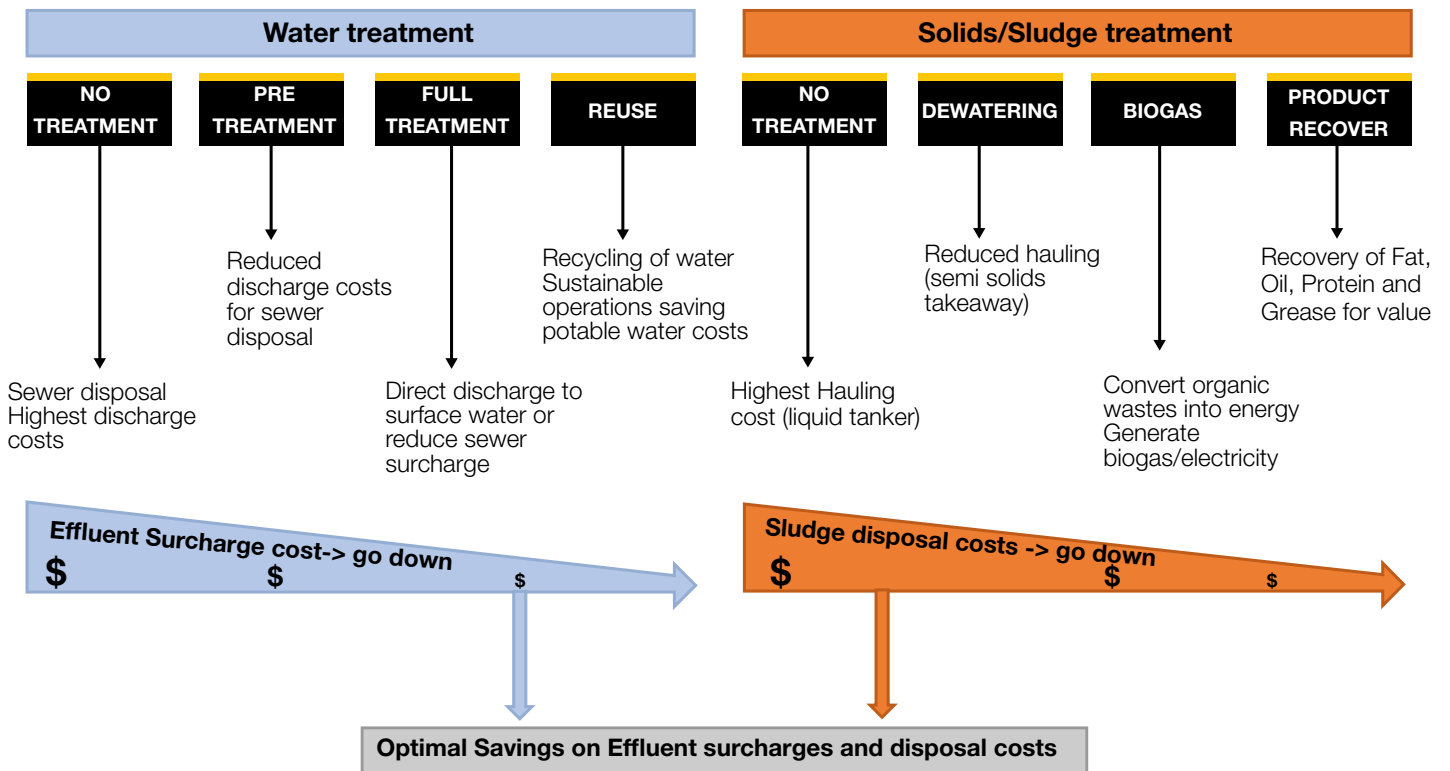 Water treatment
Solids/Sludge treatment
NO
TREATMENT
PRE
TREATMENT
FULL
TREATMENT
REUSE
NO
TREATMENT
DEWATERING
BIOGAS
PRODUCT
RECOVER
Sewer disposal
Highest discharge
costs
Reduced
discharge costs
for sewer
disposal
Direct discharge to
surface water or
reduce sewer
surcharge
Recycling of water
Sustainable
operations saving
potable water costs
Highest Hauling
cost (liquid tanker)
Reduced hauling
(semi solids
takeaway)
Convert organic
wastes into energy
Generate
biogas/electricity
Recovery of Fat,
Oil, Protein and
Grease for value
Effluent Surcharge cost-> go down
$ $ $
Sludge disposal costs -> go down
$ $ $
Optimal Savings on Effluent surcharges and disposal costs